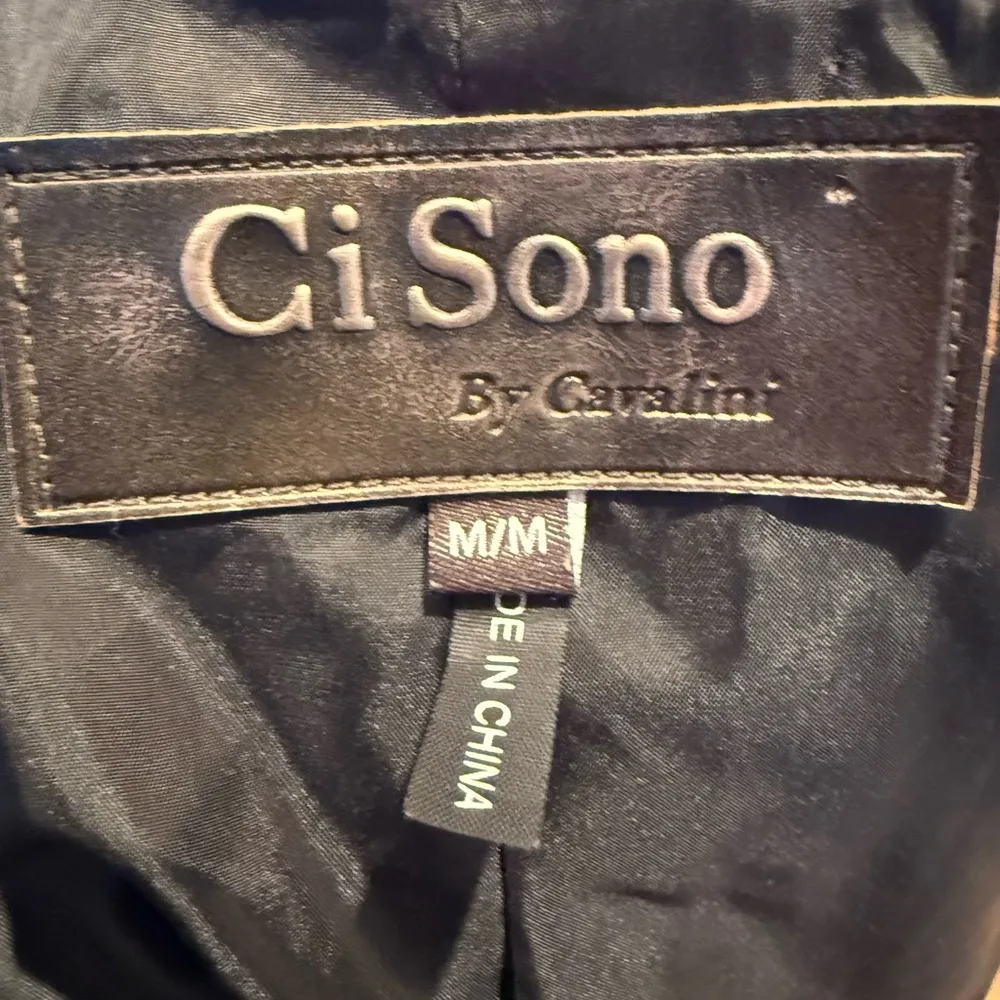 Ci Sono
By Cavalini
M/M
DE IN CHINA